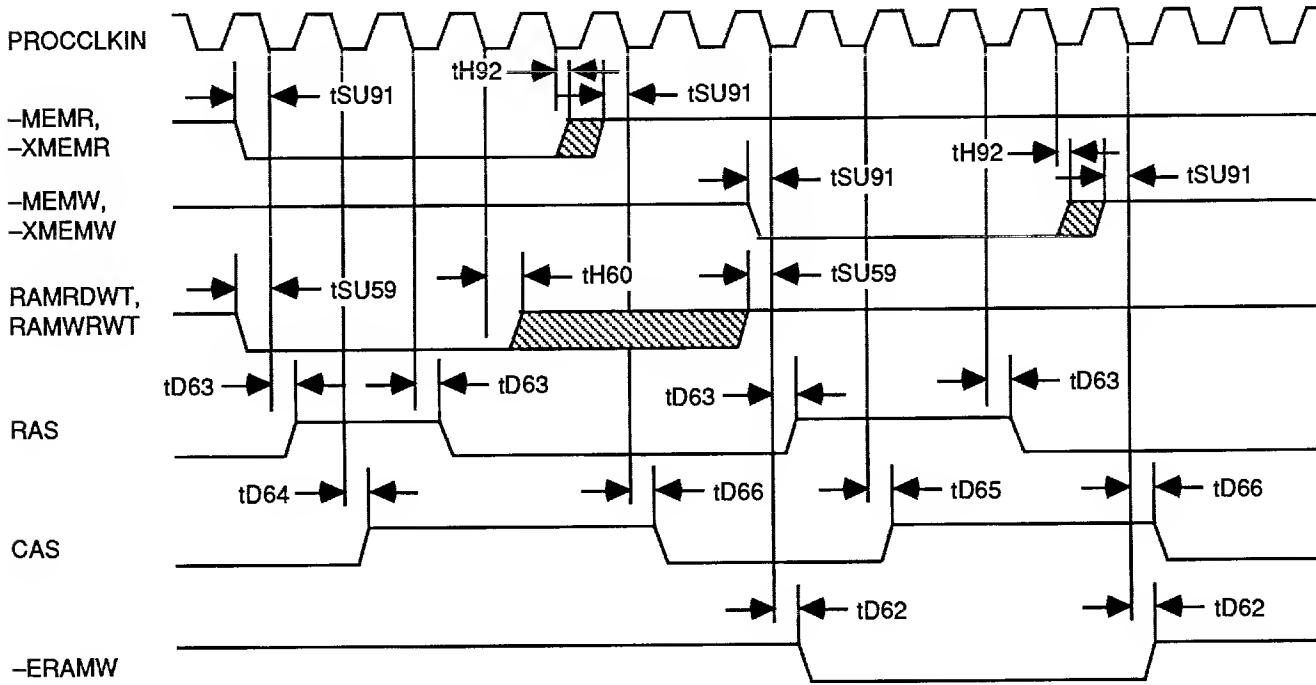 PROCCLKIN
tH92
tSU91 tSU91
–MEMR,
–XMEMR
tH92
tSU91 tSU91
–MEMW,
–XMEMW
tSU59 tH60 tSU59
RAMRDWT,
RAMWRWT
tD63 tD63 tD63 tD63
RAS
tD64 tD66 tD65 tD66
CAS
tD62 tD62
–ERAMW